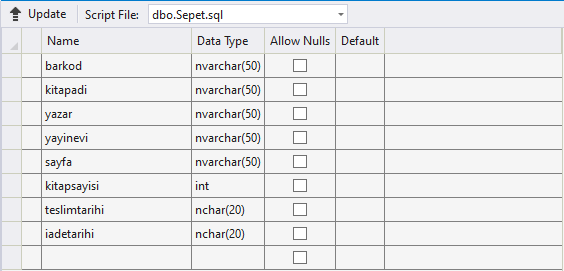 Update Script File: dbo.Sepet.sql
Name Data Type Allow Nulls Default
barkod nvarchar(50)
kitapadi nvarchar(50)
yazar nvarchar(50)
yayinevi nvarchar(50)
sayfa nvarchar(50)
kitapsayisi int
teslimtarihi nchar(20)
iadetarihi nchar(20)